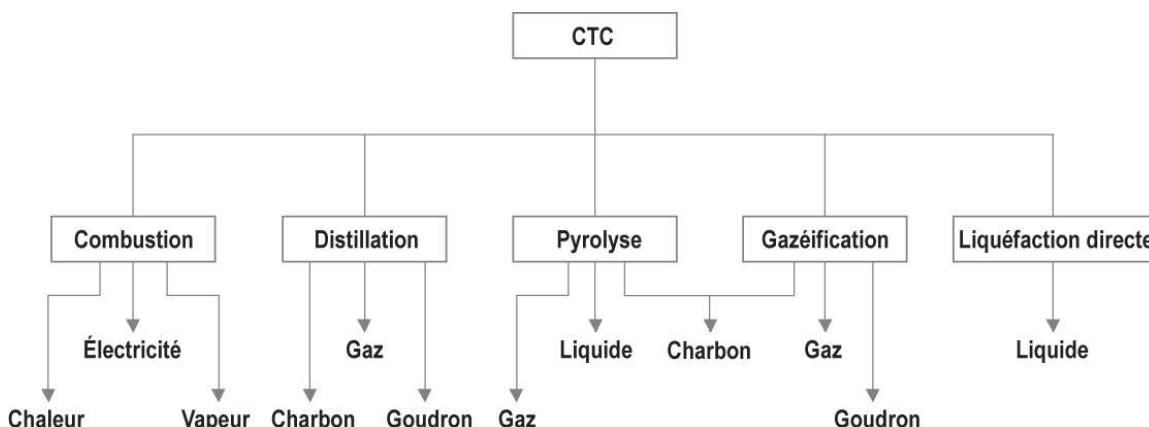 CTC
Combustion
Distillation
Pyrolyse
Gazéification
Liquéfaction directe
Électricité
Gaz
Liquide
Charbon
Gaz
Liquide
Chaleur
Vapeur
Charbon
Goudron
Gaz
Goudron